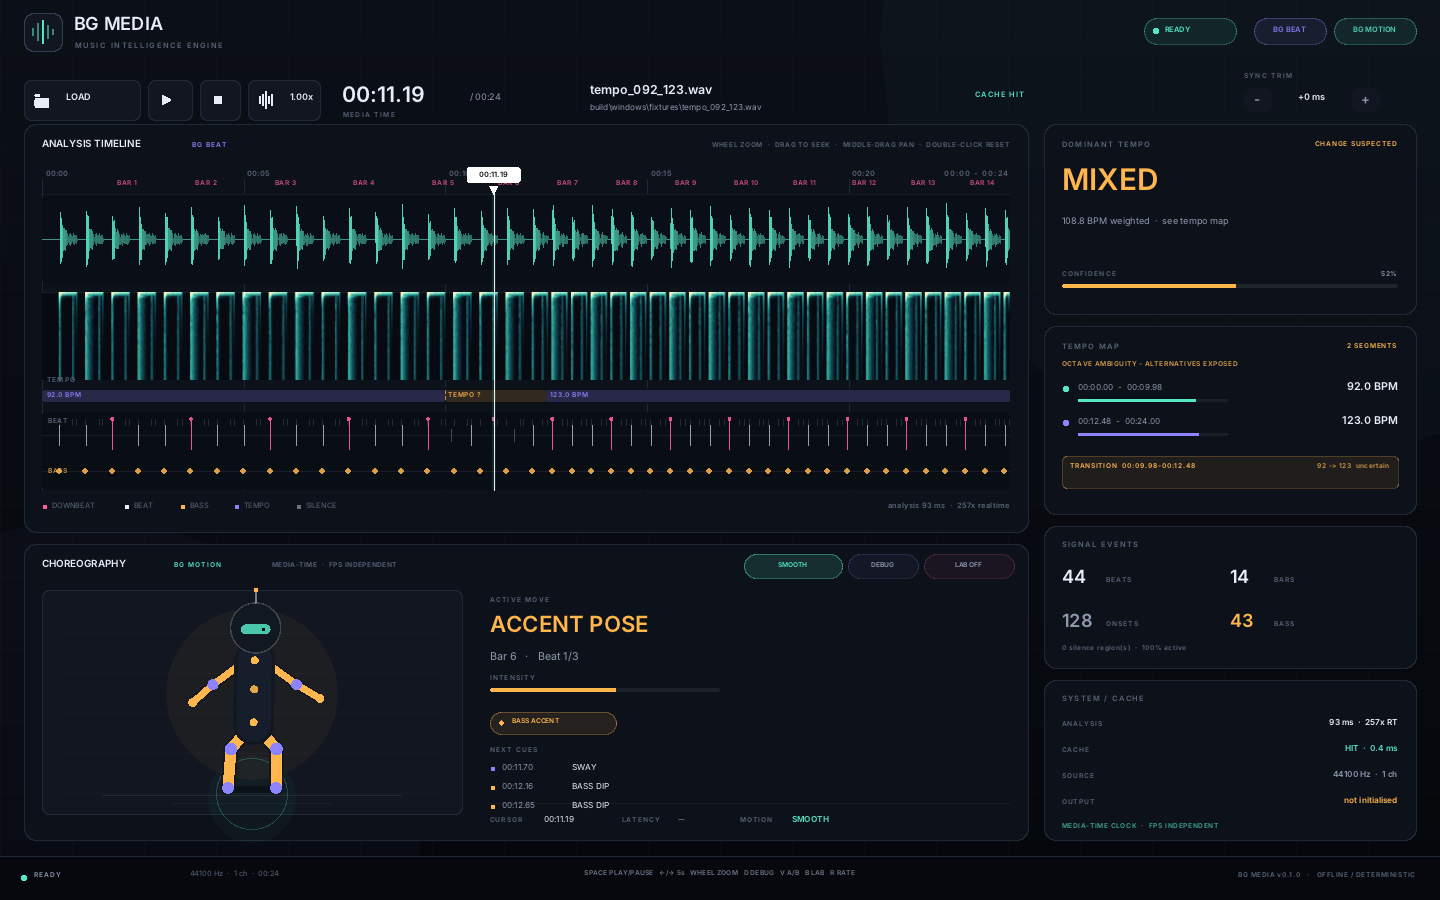 BG MEDIA
MUSIC INTELLIGENCE ENGINE
READY
BG BEAT
BG MOTION
LOAD
1.00x
00:11.19
/ 00:24
MEDIA TIME
tempo_092_123.wav
build\windows\fixtures\tempo_092_123.wav
CACHE HIT
SYNC TRIM
- +0 ms +
ANALYSIS TIMELINE
BG BEAT
WHEEL ZOOM · DRAG TO SEEK · MIDDLE-DRAG PAN · DOUBLE-CLICK RESET
00:00 00:05 00:11.19 00:15 00:20 00:00 - 00:24
BAR 1 BAR 2 BAR 3 BAR 4 BAR 5 BAR 7 BAR 8 BAR 9 BAR 10 BAR 11 BAR 12 BAR 13 BAR 14
TEMPO
92.0 BPM TEMPO ? 123.0 BPM
BEAT
BASS
DOWNBEAT BEAT BASS TEMPO SILENCE
analysis 93 ms · 257x realtime
DOMINANT TEMPO
CHANGE SUSPECTED
MIXED
108.8 BPM weighted · see tempo map
CONFIDENCE 52%
TEMPO MAP
2 SEGMENTS
OCTAVE AMBIGUITY - ALTERNATIVES EXPOSED
00:00.00 - 00:09.98 92.0 BPM
00:12.48 - 00:24.00 123.0 BPM
TRANSITION 00:09.98-00:12.48 92 -> 123 uncertain
SIGNAL EVENTS
44 BEATS 14 BARS
128 ONSETS 43 BASS
0 silence region(s) · 100% active
SYSTEM / CACHE
ANALYSIS 93 ms · 257x RT
CACHE HIT · 0.4 ms
SOURCE 44100 Hz · 1 ch
OUTPUT not initialised
MEDIA-TIME CLOCK · FPS INDEPENDENT
CHOREOGRAPHY
BG MOTION
MEDIA-TIME · FPS INDEPENDENT
SMOOTH
DEBUG
LAB OFF
ACTIVE MOVE
ACCENT POSE
Bar 6 · Beat 1/3
INTENSITY
BASS ACCENT
NEXT CUES
00:11.70 SWAY
00:12.16 BASS DIP
00:12.65 BASS DIP
CURSOR 00:11.19 LATENCY -- MOTION SMOOTH
READY
44100 Hz · 1 ch · 00:24
SPACE PLAY/PAUSE ←/→ 5s WHEEL ZOOM D DEBUG V A/B B LAB R RATE
BG MEDIA v0.1.0 · OFFLINE / DETERMINISTIC